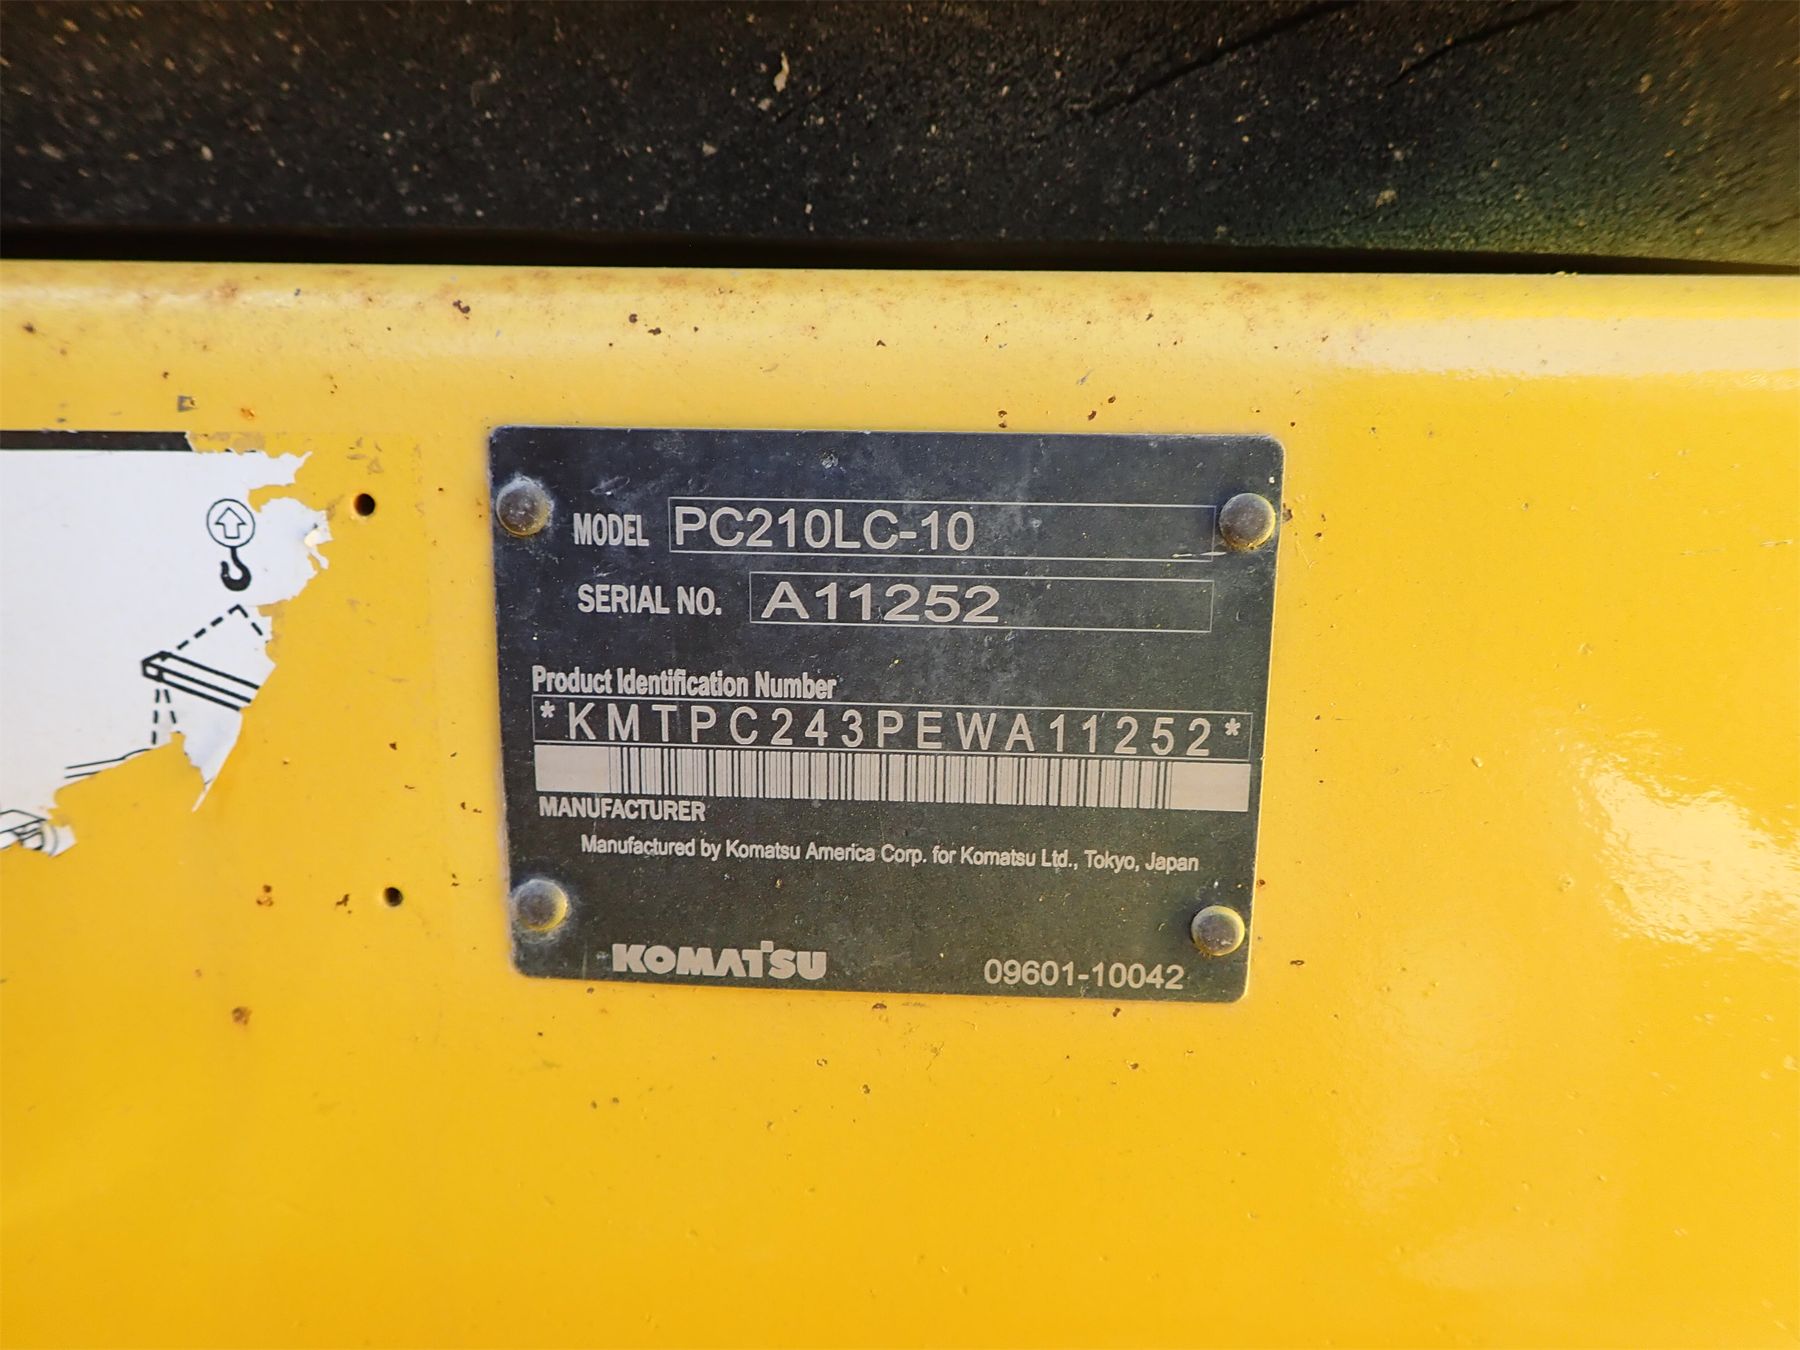 MODEL PC210LC-10
SERIAL NO. A11252
Product Identification Number
*KMTPC243PEWA11252*
MANUFACTURER
Manufactured by Komatsu America Corp. for Komatsu Ltd., Tokyo, Japan
KOMATSU 09601-10042